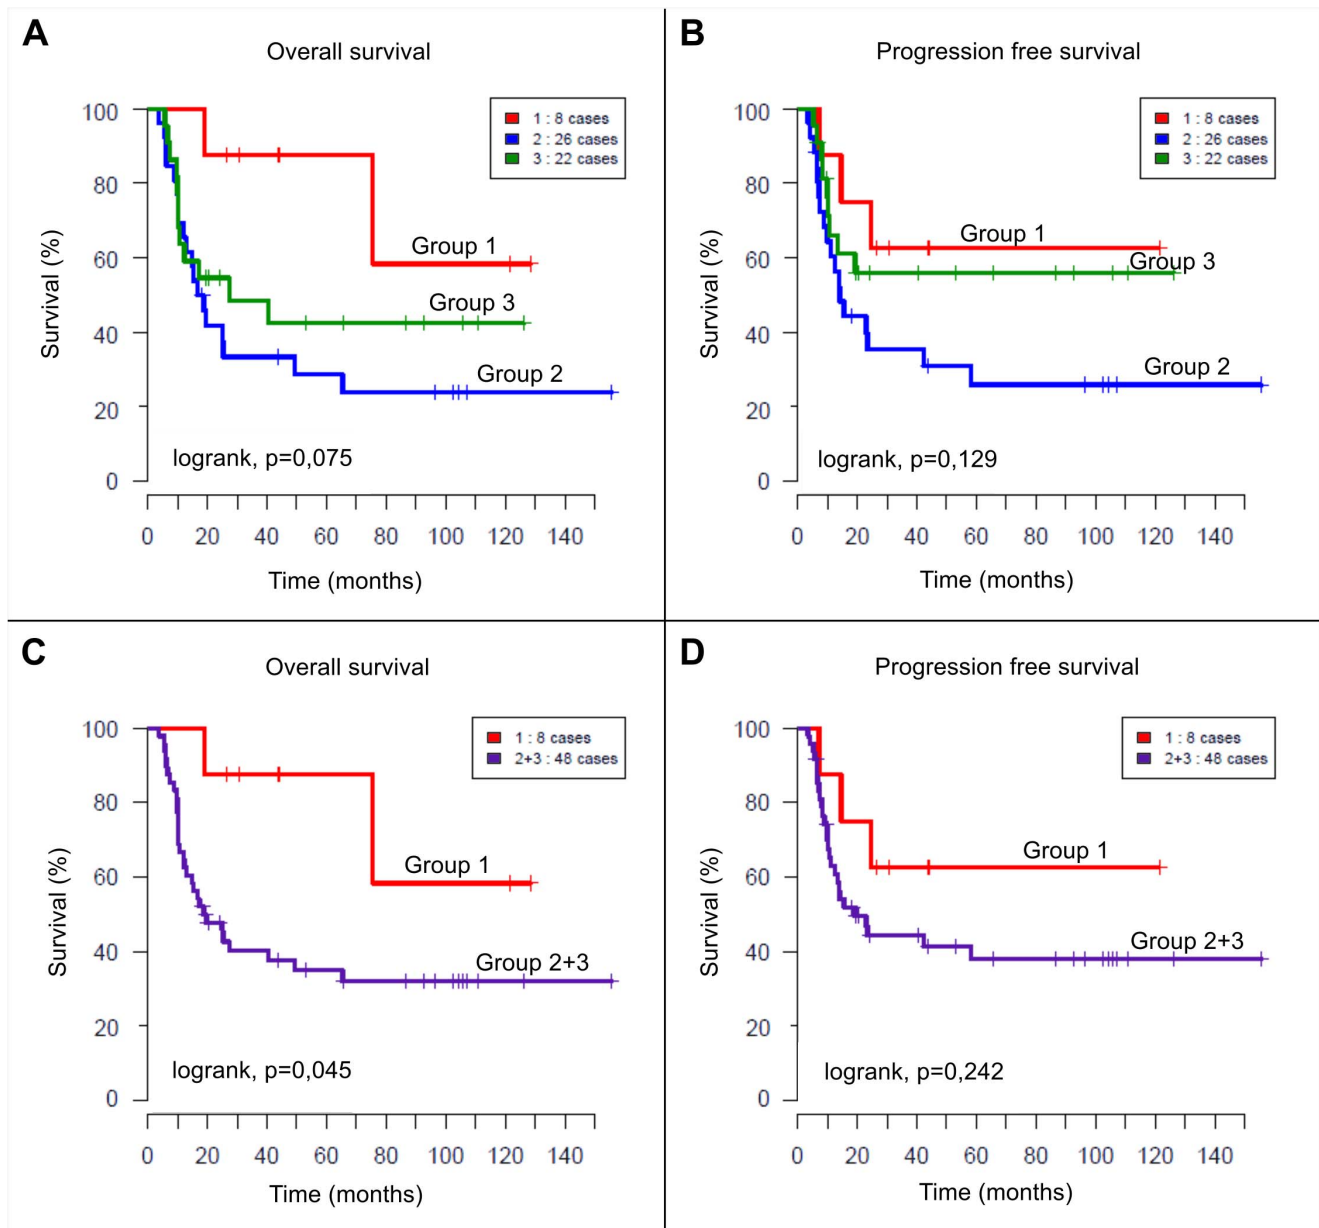 A
Overall survival
100
80
60
40
20
0
Survival (%)
1 : 8 cases
2 : 26 cases
3 : 22 cases
Group 1
Group 3
Group 2
logrank, p=0,075
0 20 40 60 80 100 120 140
Time (months)
B
Progression free survival
100
80
60
40
20
0
Survival (%)
1 : 8 cases
2 : 26 cases
3 : 22 cases
Group 1
Group 3
Group 2
logrank, p=0,129
0 20 40 60 80 100 120 140
Time (months)
C
Overall survival
100
80
60
40
20
0
Survival (%)
1 : 8 cases
2+3 : 48 cases
Group 1
Group 2+3
logrank, p=0,045
0 20 40 60 80 100 120 140
Time (months)
D
Progression free survival
100
80
60
40
20
0
Survival (%)
1 : 8 cases
2+3 : 48 cases
Group 1
Group 2+3
logrank, p=0,242
0 20 40 60 80 100 120 140
Time (months)